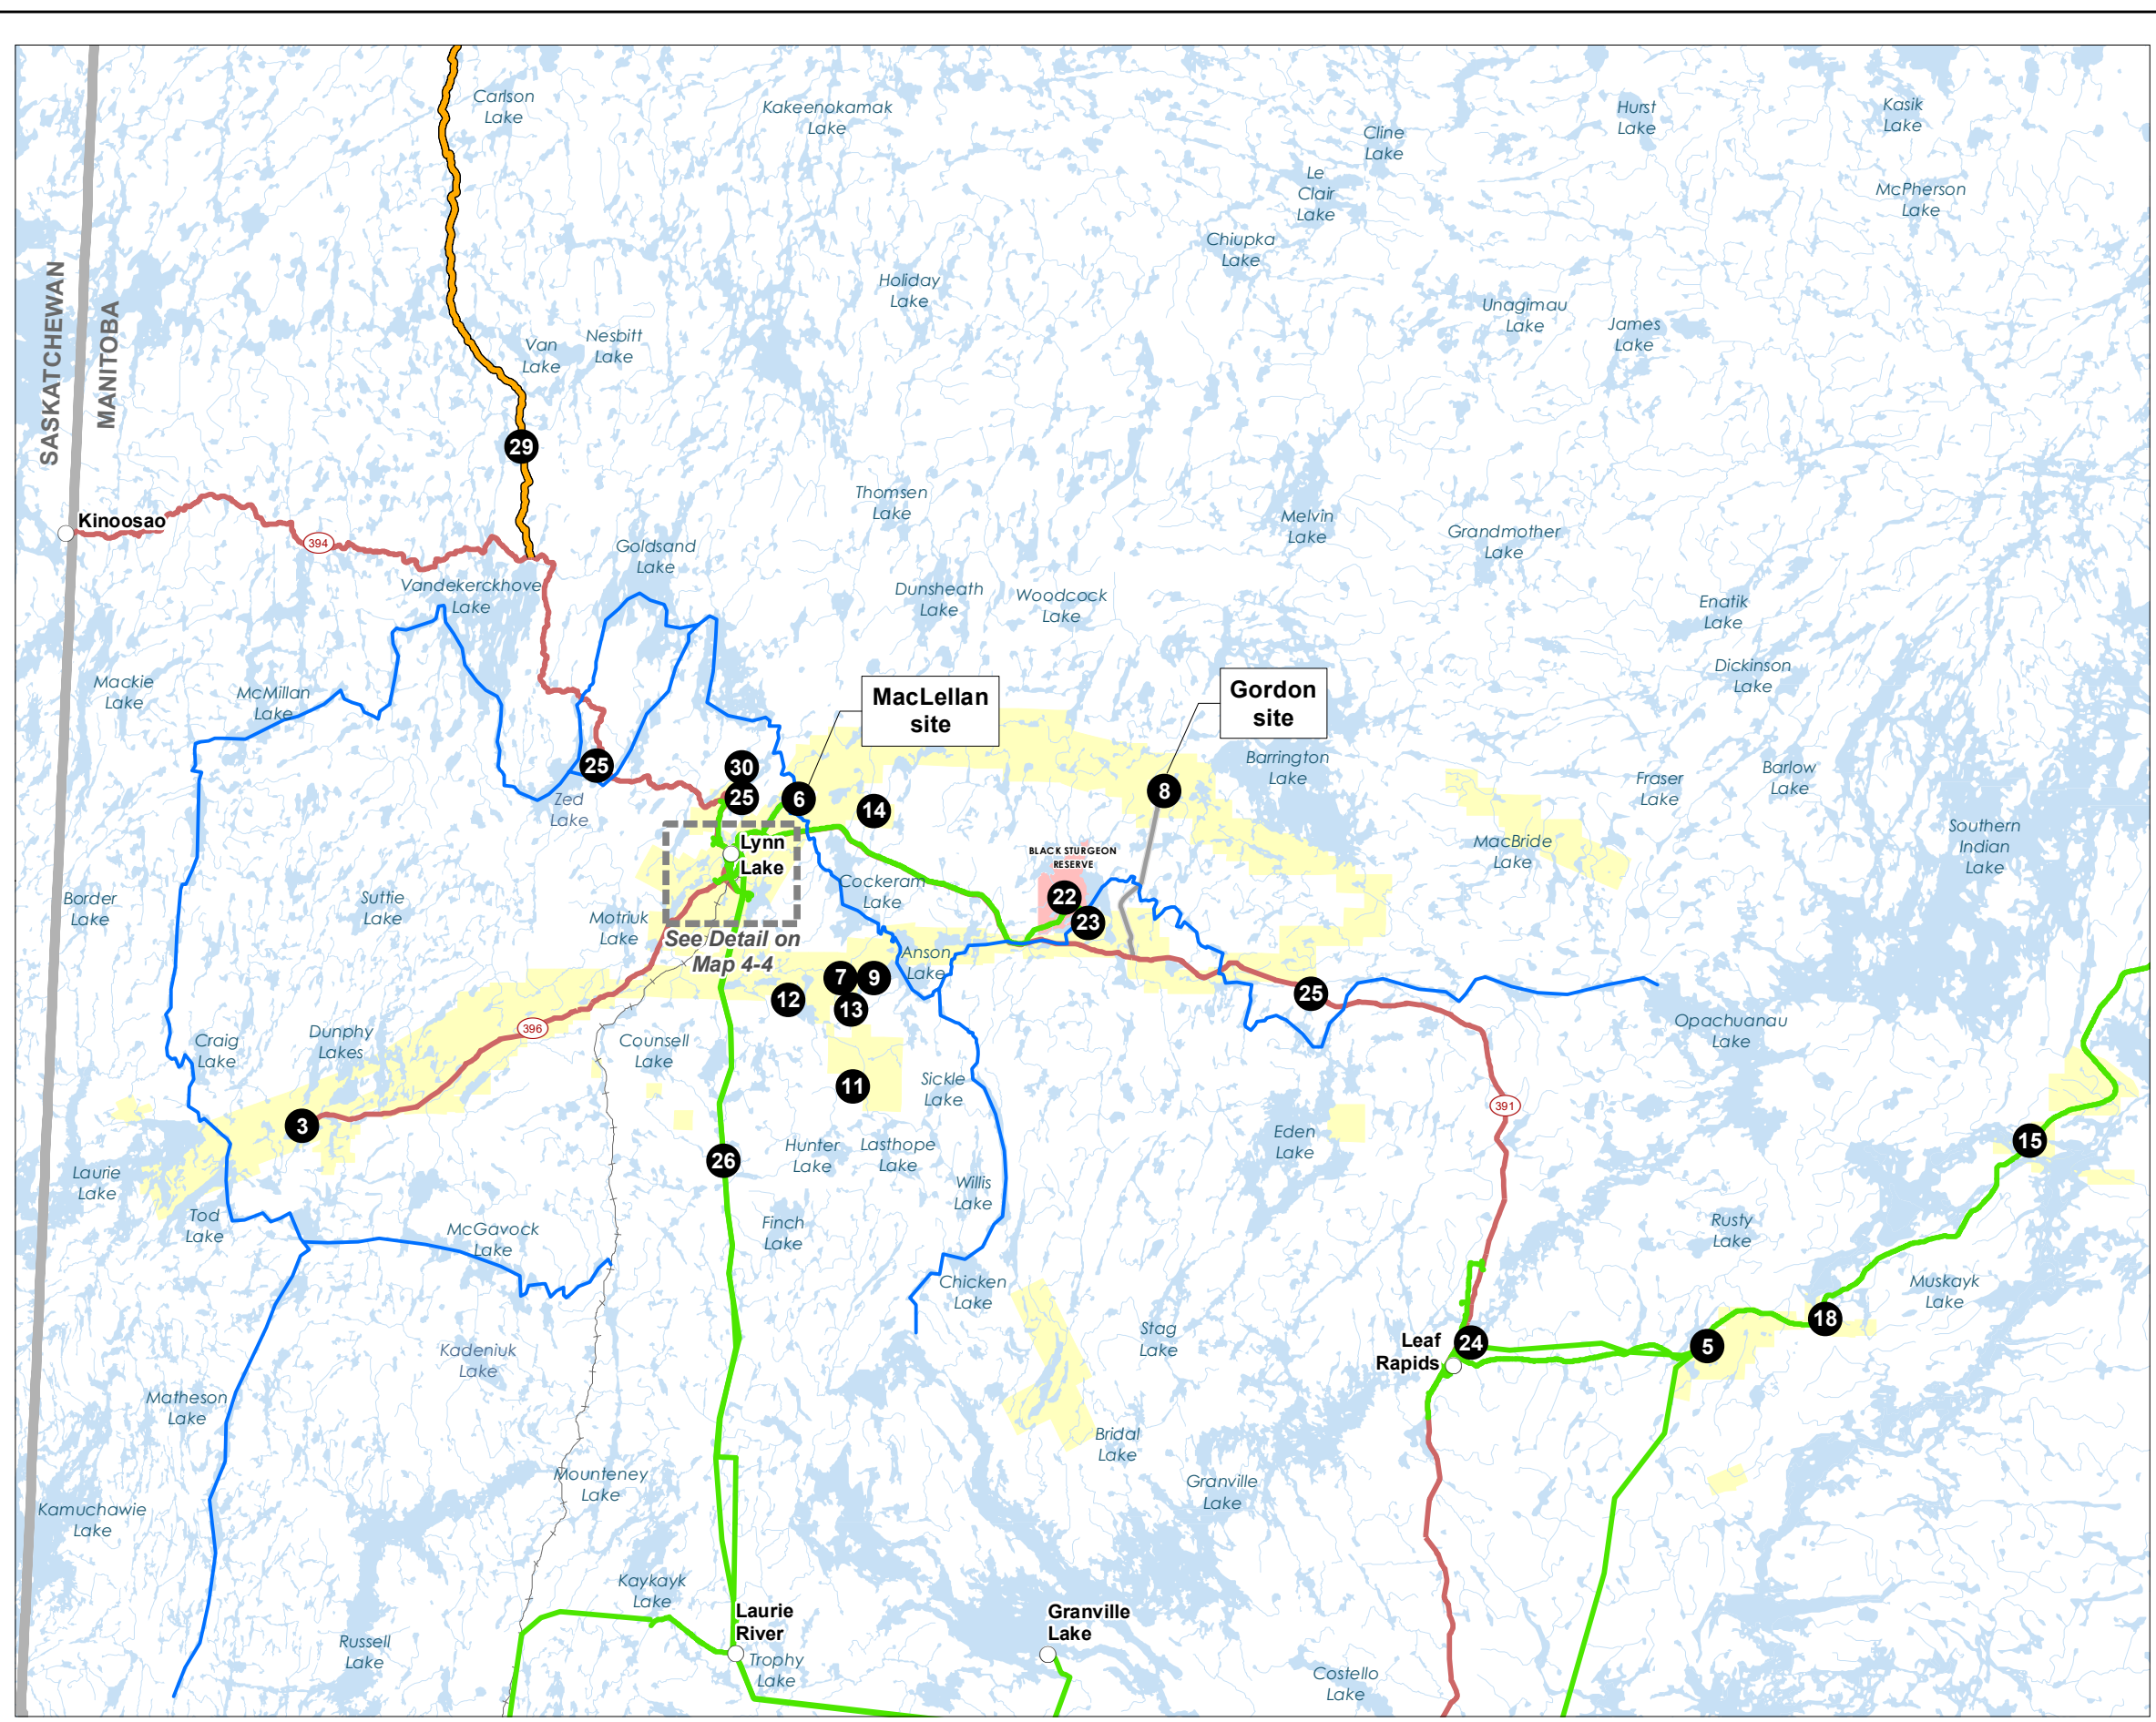 Carlson
Lake
Kakeenokamak
Lake
Hurst
Lake
Kasik
Lake
Cline
Lake
Le
Clair
Lake
McPherson
Lake
Chiupka
Lake
Holiday
Lake
SASKATCHEWAN
MANITOBA
Unagimau
Lake
James
Lake
Van
Lake
Nesbitt
Lake
29
Thomsen
Lake
Kinoosao
394
Melvin
Lake
Grandmother
Lake
Goldsand
Lake
Vandekerckhove
Lake
Dunsheath
Lake
Woodcock
Lake
Enatik
Lake
Dickinson
Lake
Mackie
Lake
McMillan
Lake
MacLellan
site
Gordon
site
25
30
25
6
14
8
Zed
Lake
Barrington
Lake
Fraser
Lake
Barlow
Lake
Lynn
Lake
BLACK STURGEON
RESERVE
MacBride
Lake
Southern
Indian
Lake
Border
Lake
Suttie
Lake
Motriuk
Lake
Cockeram
Lake
22
23
See Detail on
Map 4-4
Anson
Lake
7
9
12
13
25
396
Craig
Lake
Dunphy
Lakes
Counsell
Lake
Opachuanau
Lake
Sickle
Lake
11
391
3
Eden
Lake
15
26
Hunter
Lake
Lasthope
Lake
Laurie
Lake
Willis
Lake
Tod
Lake
McGavock
Lake
Finch
Lake
Rusty
Lake
Chicken
Lake
Muskayk
Lake
18
Stag
Lake
Leaf
Rapids
24
5
Kadeniuk
Lake
Matheson
Lake
Bridal
Lake
Mounteney
Lake
Granville
Lake
Kamuchawie
Lake
Kaykayk
Lake
Laurie
River
Granville
Lake
Russell
Lake
Trophy
Lake
Costello
Lake